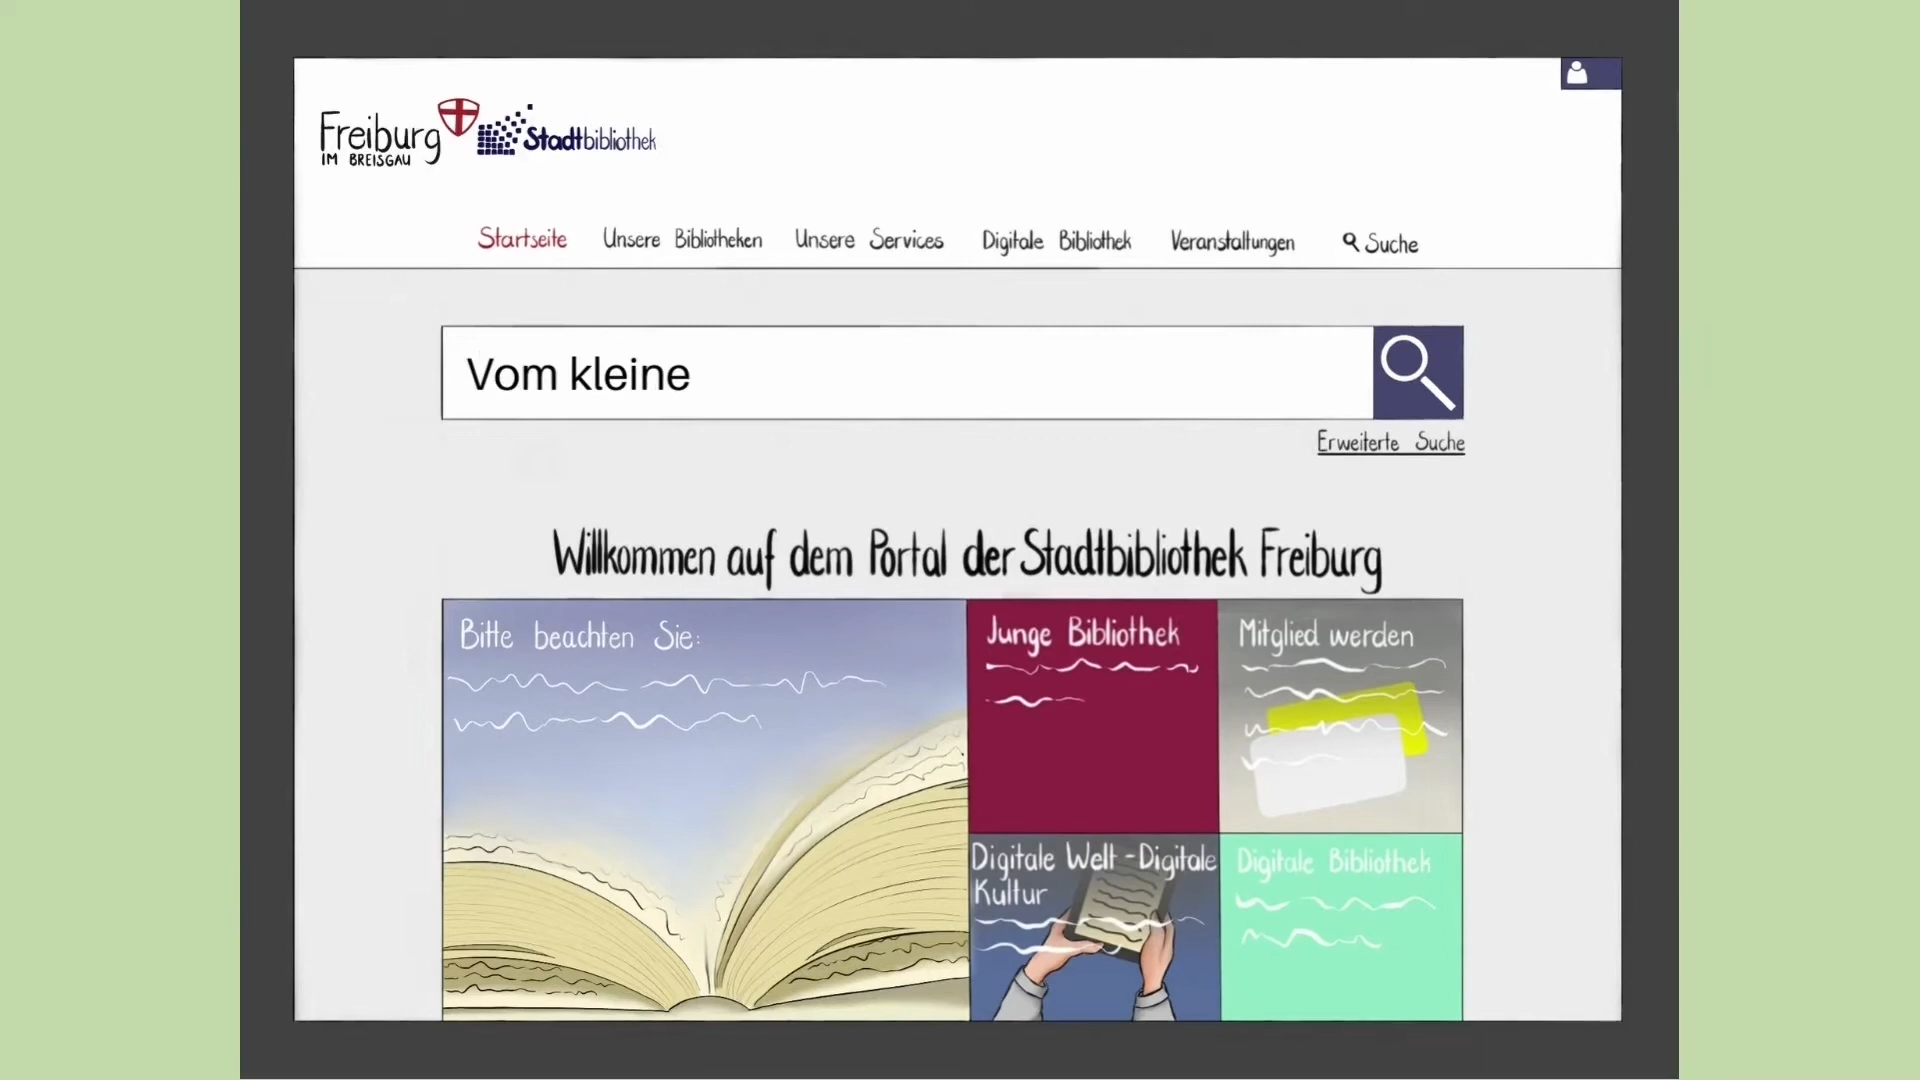 Freiburg
IM BREISGAU
Stadtbibliothek
Startseite Unsere Bibliotheken Unsere Services Digitale Bibliothek Veranstaltungen Suche
Vom kleine
Erweiterte Suche
Willkommen auf dem Portal der Stadtbibliothek Freiburg
Bitte beachten Sie:
Junge Bibliothek
Mitglied werden
Digitale Welt - Digitale
Kultur
Digitale Bibliothek